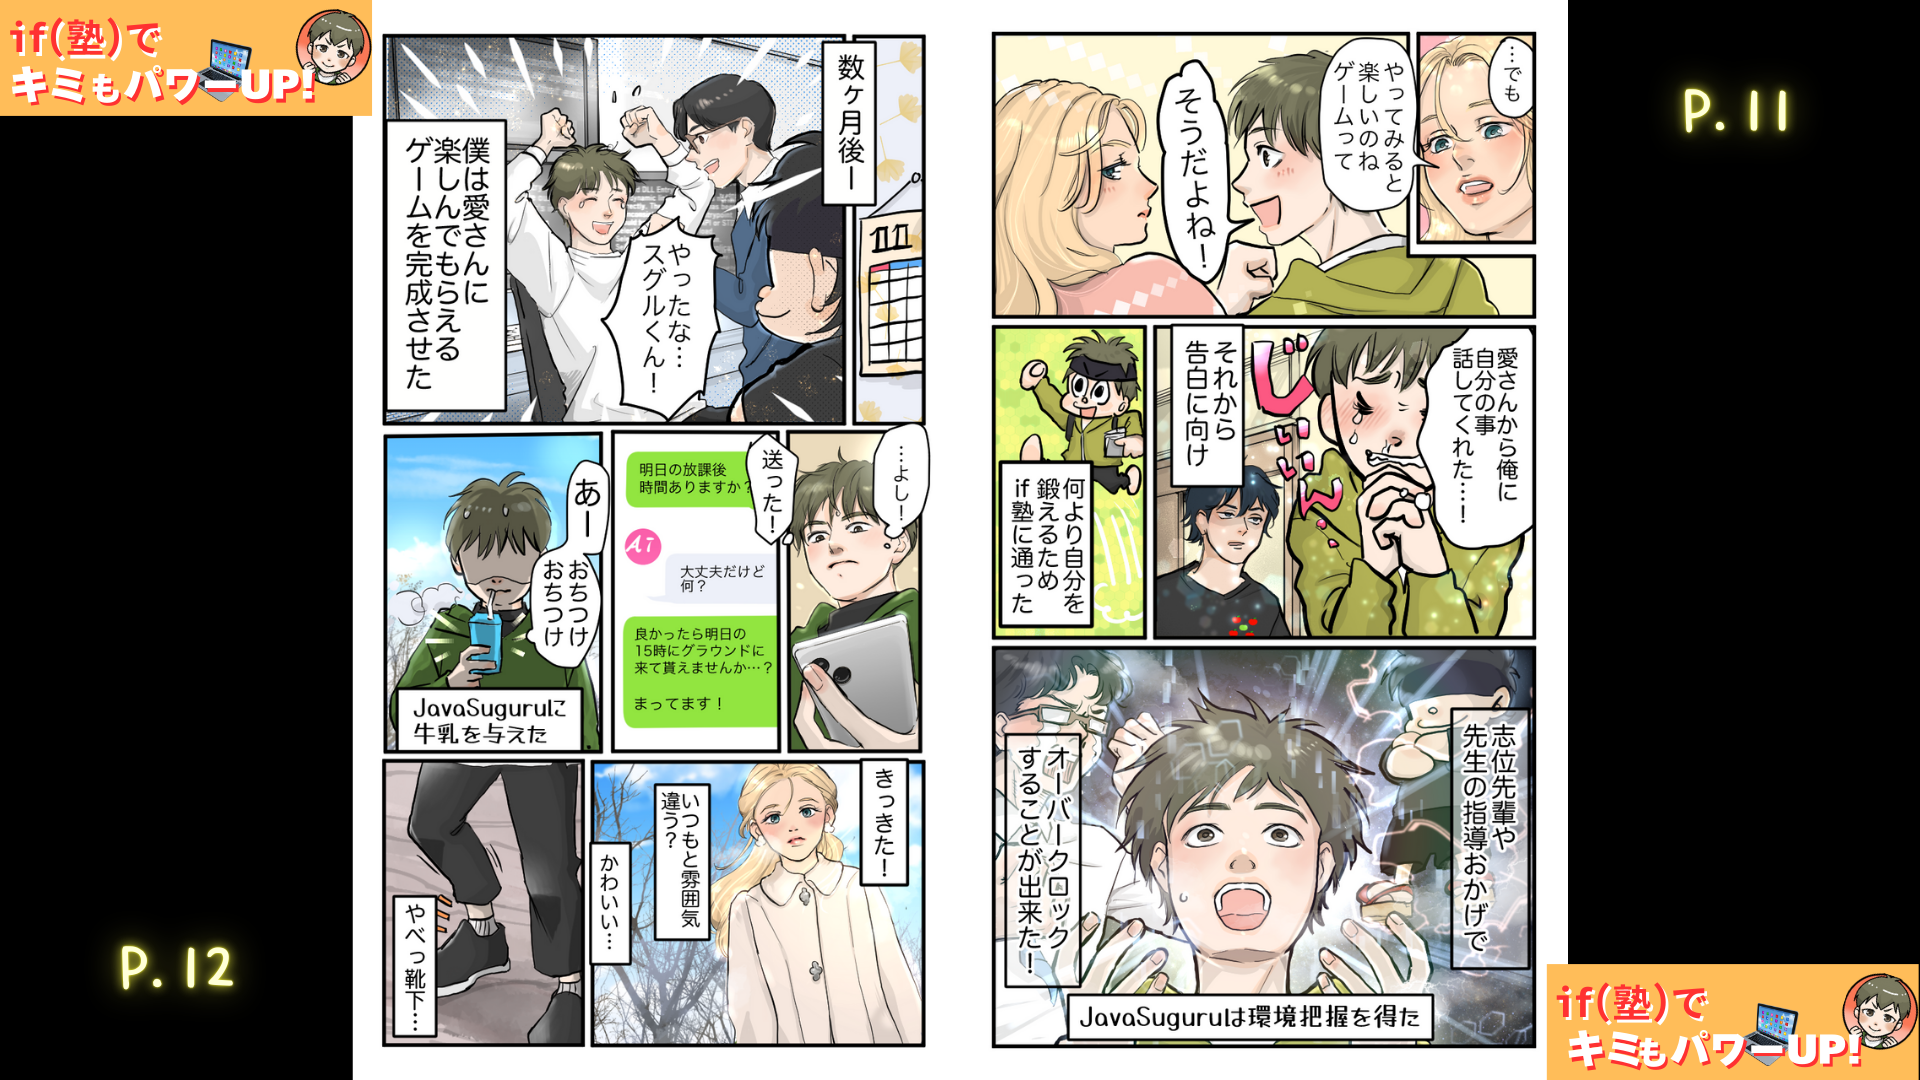 if(塾)で
キミもパワーUP!
P. 11
…でも
やってみると
楽しいのね
ゲームって
そうだよね!
愛さんから俺に
自分の事
話してくれた……!
じぃぃん…
それから
告白に向け
何より自分を
鍛えるため
if塾に通った
志位先輩や
先生の指導おかげで
オーバークロック
することが出来た!
JavaSuguruは環境把握を得た
数ヶ月後ー
やったな…
スグルくん!
僕は愛さんに
楽しんでもらえる
ゲームを完成させた
…よし!
送った!
明日の放課後
時間ありますか?
Ai
大丈夫だけど
何?
良かったら明日の
15時にグラウンドに
来て貰えませんか…?
まってます!
あー
おちつけ
おちつけ
JavaSuguruに
牛乳を与えた
きっきた!
いつもと雰囲気
違う?
かわいい…
やべっ靴下…
P. 12
if(塾)で
キミもパワーUP!